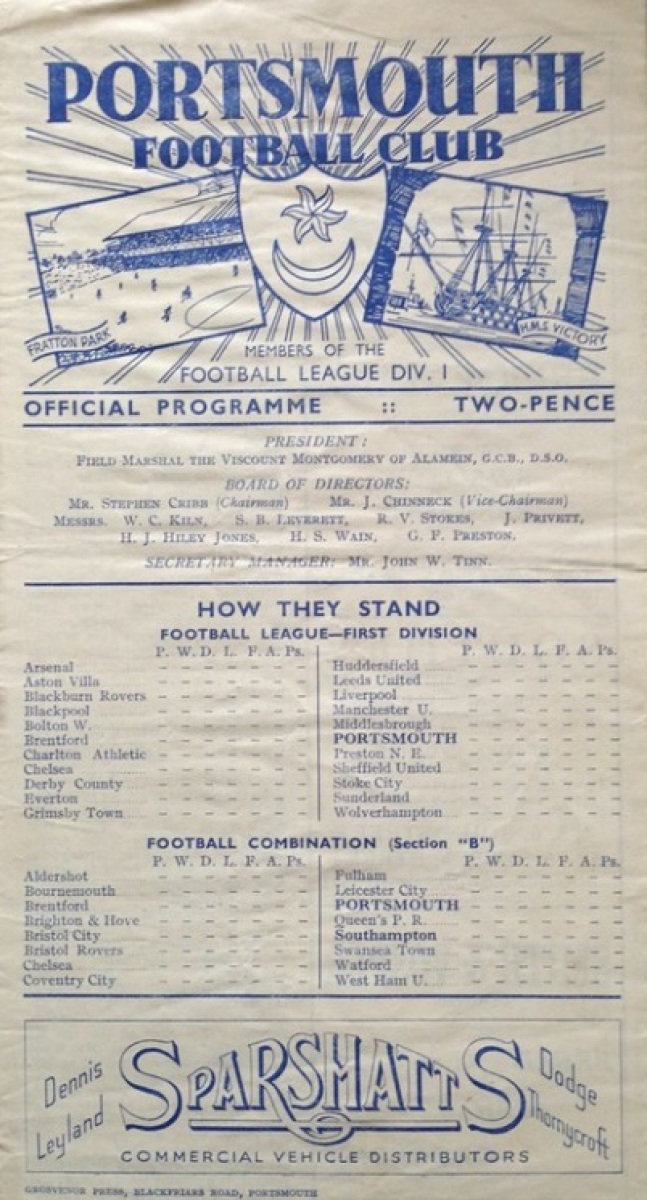 PORTSMOUTH
FOOTBALL CLUB
FRATTON PARK
H.M.S. VICTORY
MEMBERS OF THE
FOOTBALL LEAGUE DIV. 1
OFFICIAL PROGRAMME :: TWO-PENCE
PRESIDENT:
FIELD MARSHAL THE VISCOUNT MONTGOMERY OF ALAMEIN, G.C.B., D.S.O.
BOARD OF DIRECTORS:
MR. STEPHEN CRIBB (Chairman) MR. J. CHINNECK (Vice-Chairman)
MESSRS. W. C. KILN, S. B. LEVERETT, R. V. STOKES, J. PRIVETT,
H. J. HILEY JONES, H. S. WAIN, G. F. PRESTON.
SECRETARY MANAGER: MR. JOHN W. TINN.
HOW THEY STAND
FOOTBALL LEAGUE—FIRST DIVISION
P. W. D. L. F. A. Ps.
Arsenal - - - - - - -
Aston Villa - - - - - - -
Blackburn Rovers - - - - - - -
Blackpool - - - - - - -
Bolton W. - - - - - - -
Brentford - - - - - - -
Charlton Athletic - - - - - - -
Chelsea - - - - - - -
Derby County - - - - - - -
Everton - - - - - - -
Grimsby Town - - - - - - -
P. W. D. L. F. A. Ps.
Huddersfield - - - - - - -
Leeds United - - - - - - -
Liverpool - - - - - - -
Manchester U. - - - - - - -
Middlesbrough - - - - - - -
PORTSMOUTH - - - - - - -
Preston N. E. - - - - - - -
Sheffield United - - - - - - -
Stoke City - - - - - - -
Sunderland - - - - - - -
Wolverhampton - - - - - - -
FOOTBALL COMBINATION (Section "B")
P. W. D. L. F. A. Ps.
Aldershot - - - - - - -
Bournemouth - - - - - - -
Brentford - - - - - - -
Brighton & Hove - - - - - - -
Bristol City - - - - - - -
Bristol Rovers - - - - - - -
Chelsea - - - - - - -
Coventry City - - - - - - -
P. W. D. L. F. A. Ps.
Fulham - - - - - - -
Leicester City - - - - - - -
PORTSMOUTH - - - - - - -
Queen's P. R. - - - - - - -
Southampton - - - - - - -
Swansea Town - - - - - - -
Watford - - - - - - -
West Ham U. - - - - - - -
Dennis
Leyland
SPARSHATTS
Dodge
Thornycroft
COMMERCIAL VEHICLE DISTRIBUTORS
GROSVENOR PRESS, BLACKFRIARS ROAD, PORTSMOUTH